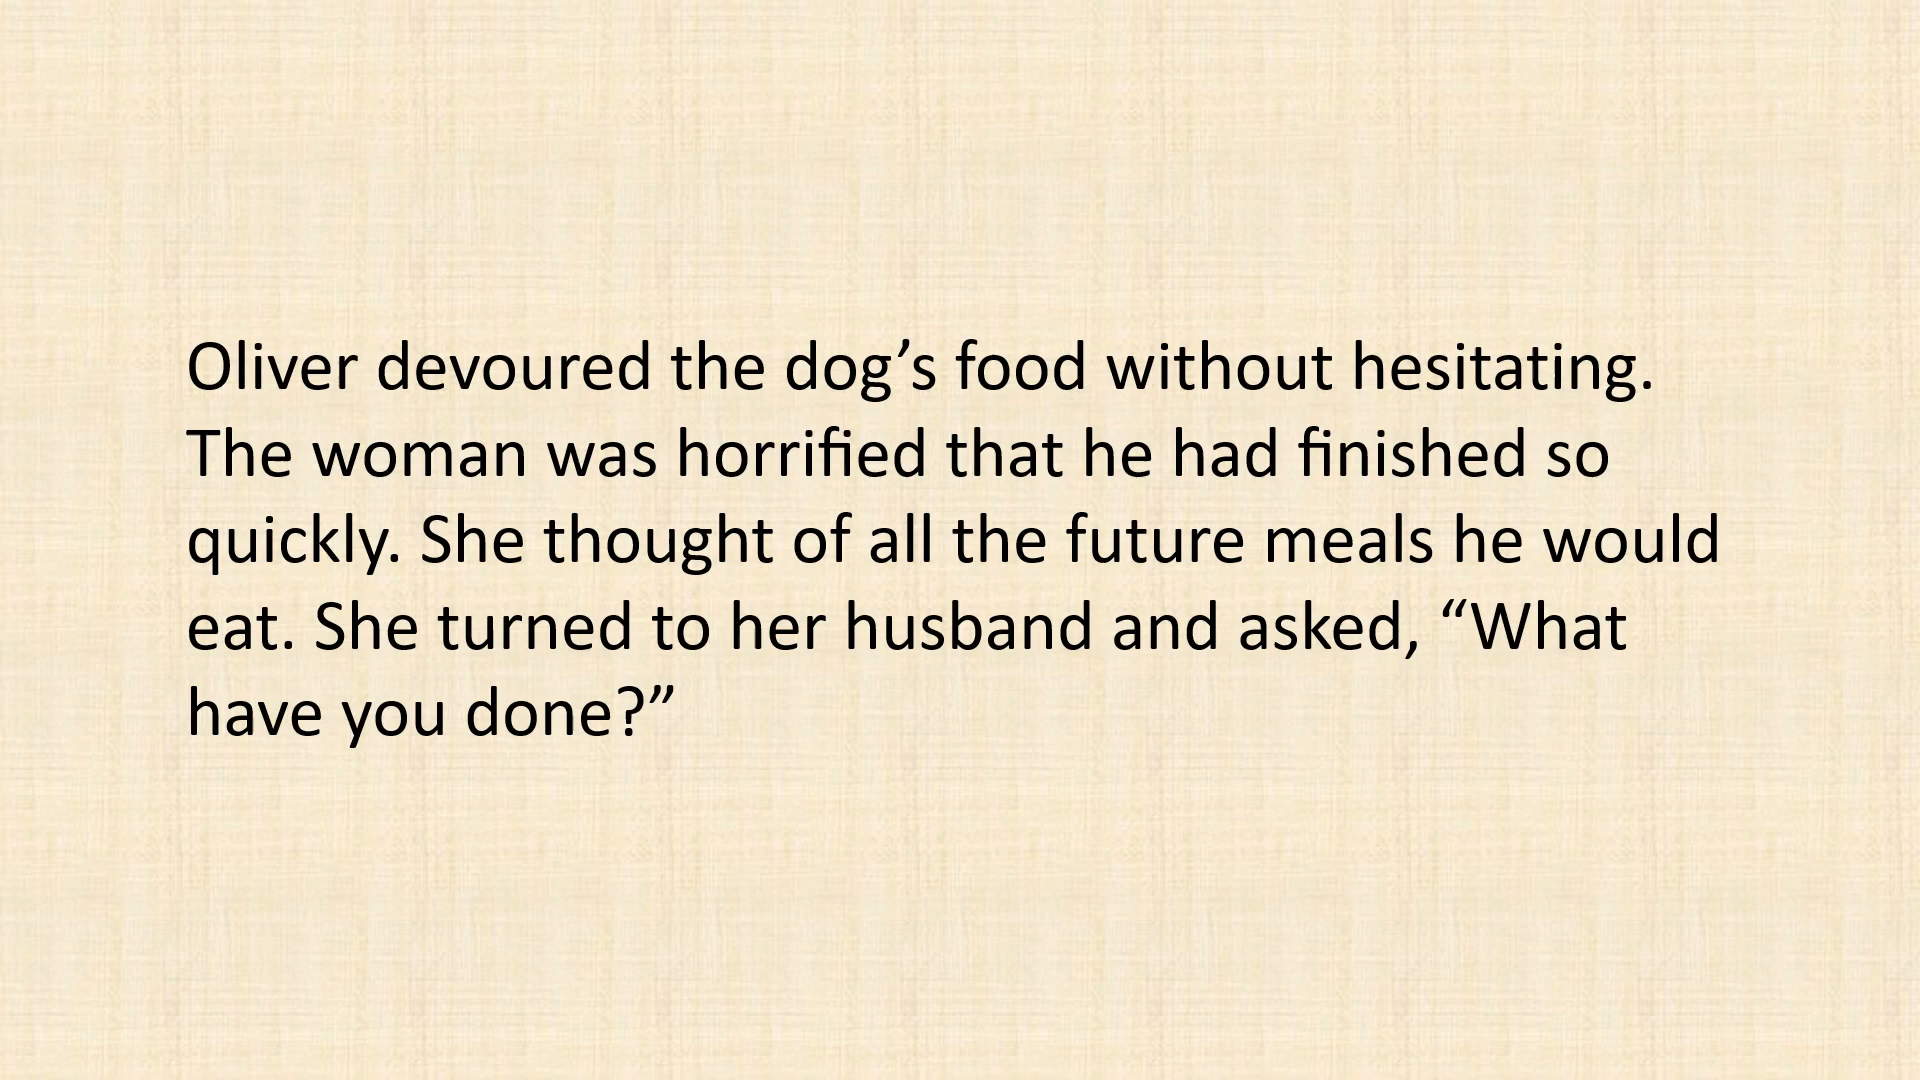 Oliver devoured the dog’s food without hesitating.
The woman was horrified that he had finished so
quickly. She thought of all the future meals he would
eat. She turned to her husband and asked, “What
have you done?”